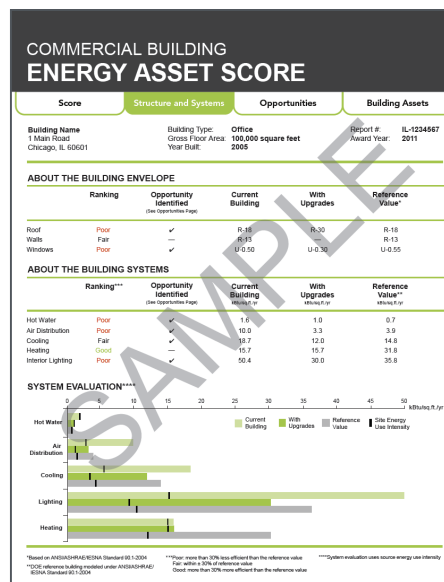 COMMERCIAL BUILDING
ENERGY ASSET SCORE
Score Structure and Systems Opportunities Building Assets
Building Name Building Type: Office Report #: IL-1234567
1 Main Road Gross Floor Area: 100,000 square feet Award Year: 2011
Chicago, IL 60601 Year Built: 2005
ABOUT THE BUILDING ENVELOPE
Ranking Opportunity Current With Reference
Identified Building Upgrades Value*
(See Opportunities Page)
Roof Poor ✔ R-18 R-30 R-18
Walls Fair — R-13 — R-13
Windows Poor ✔ U-0.50 U-0.30 U-0.55
ABOUT THE BUILDING SYSTEMS
Ranking*** Opportunity Current With Reference
Identified Building Upgrades Value**
(See Opportunities Page) kBtu/sq.ft./yr kBtu/sq.ft./yr kBtu/sq.ft./yr
Hot Water Poor ✔ 1.6 1.0 0.7
Air Distribution Poor ✔ 10.0 3.3 3.9
Cooling Fair ✔ 18.7 12.0 14.8
Heating Good — 15.7 15.7 31.8
Interior Lighting Poor ✔ 50.4 30.0 35.8
SYSTEM EVALUATION****
0 5 10 15 20 25 30 35 40 45 50
kBtu/sq.ft./yr
Hot Water
Current Building With Upgrades Reference Value Site Energy Use Intensity
Air
Distribution
Cooling
Lighting
Heating
0 5 10 15 20 25 30 35 40 45 50
*Based on ANSI/ASHRAE/IESNA Standard 90.1-2004 ***Poor: more than 30% less efficient than the reference value ****System evaluation uses source energy use intensity
**DOE reference building modeled under ANSI/ASHRAE/ Fair: within a 30% of reference value
IESNA Standard 90.1-2004 Good: more than 30% more efficient than the reference value
SAMPLE